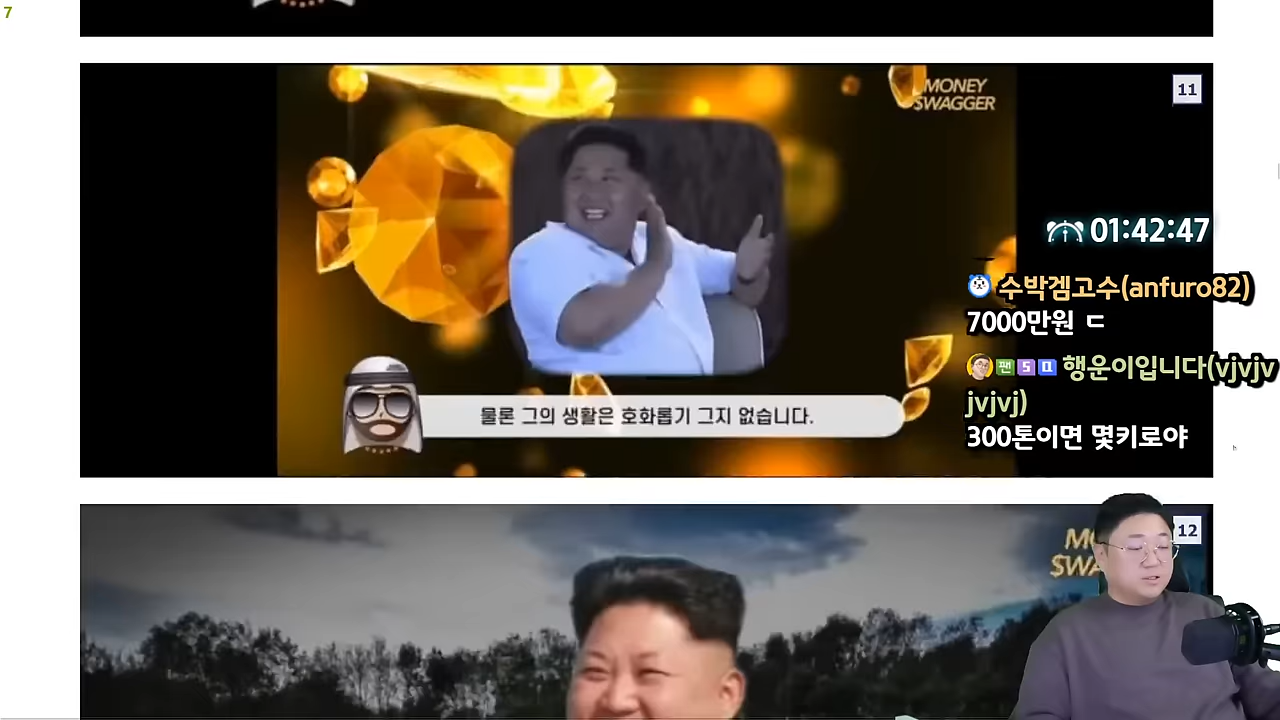 7
MONEY
SWAGGER
11
물론 그의 생활은 호화롭기 그지 없습니다.
01:42:47
수박겜고수(anfuro82)
7000만원 ㄷ
팬 5 행운이입니다(vjvjv
jvjvj)
300톤이면 몇키로야
12